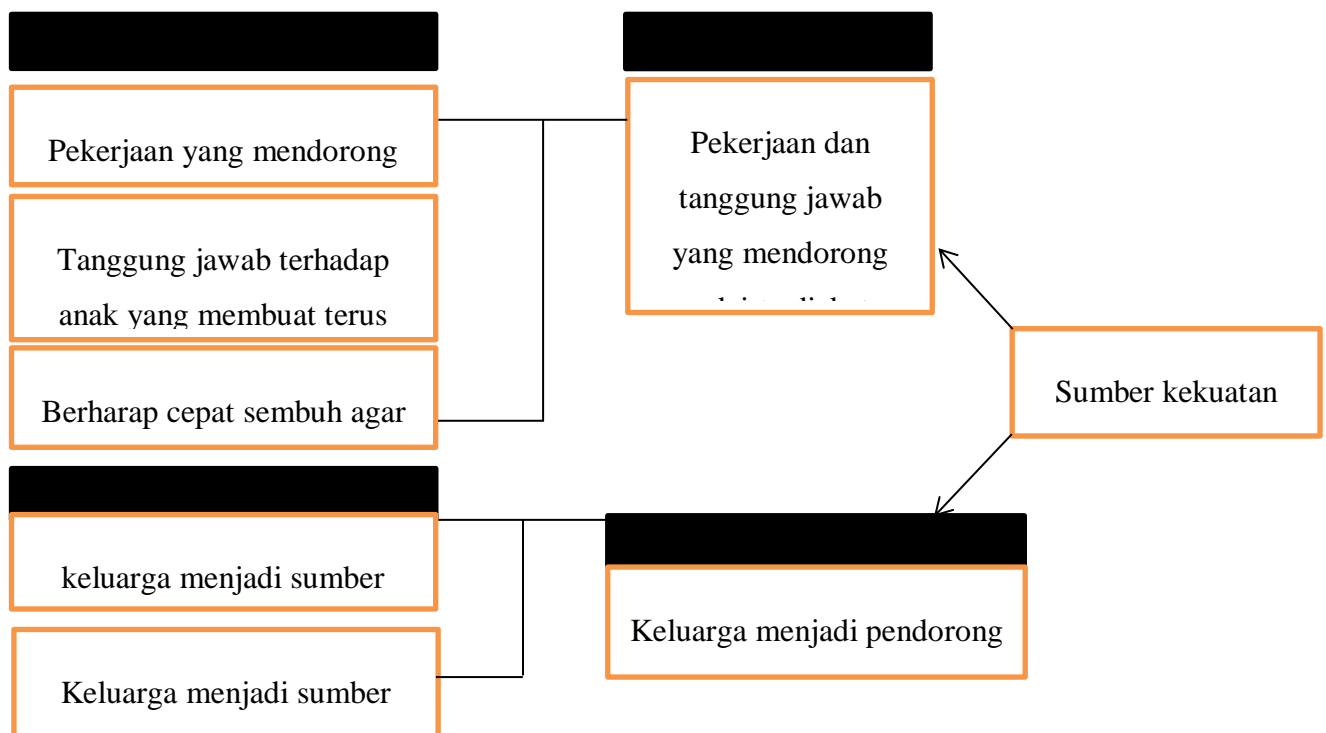 Pekerjaan yang mendorong
Tanggung jawab terhadap
anak yang membuat terus
Berharap cepat sembuh agar
keluarga menjadi sumber
Keluarga menjadi sumber
Pekerjaan dan
tanggung jawab
yang mendorong
Keluarga menjadi pendorong
Sumber kekuatan